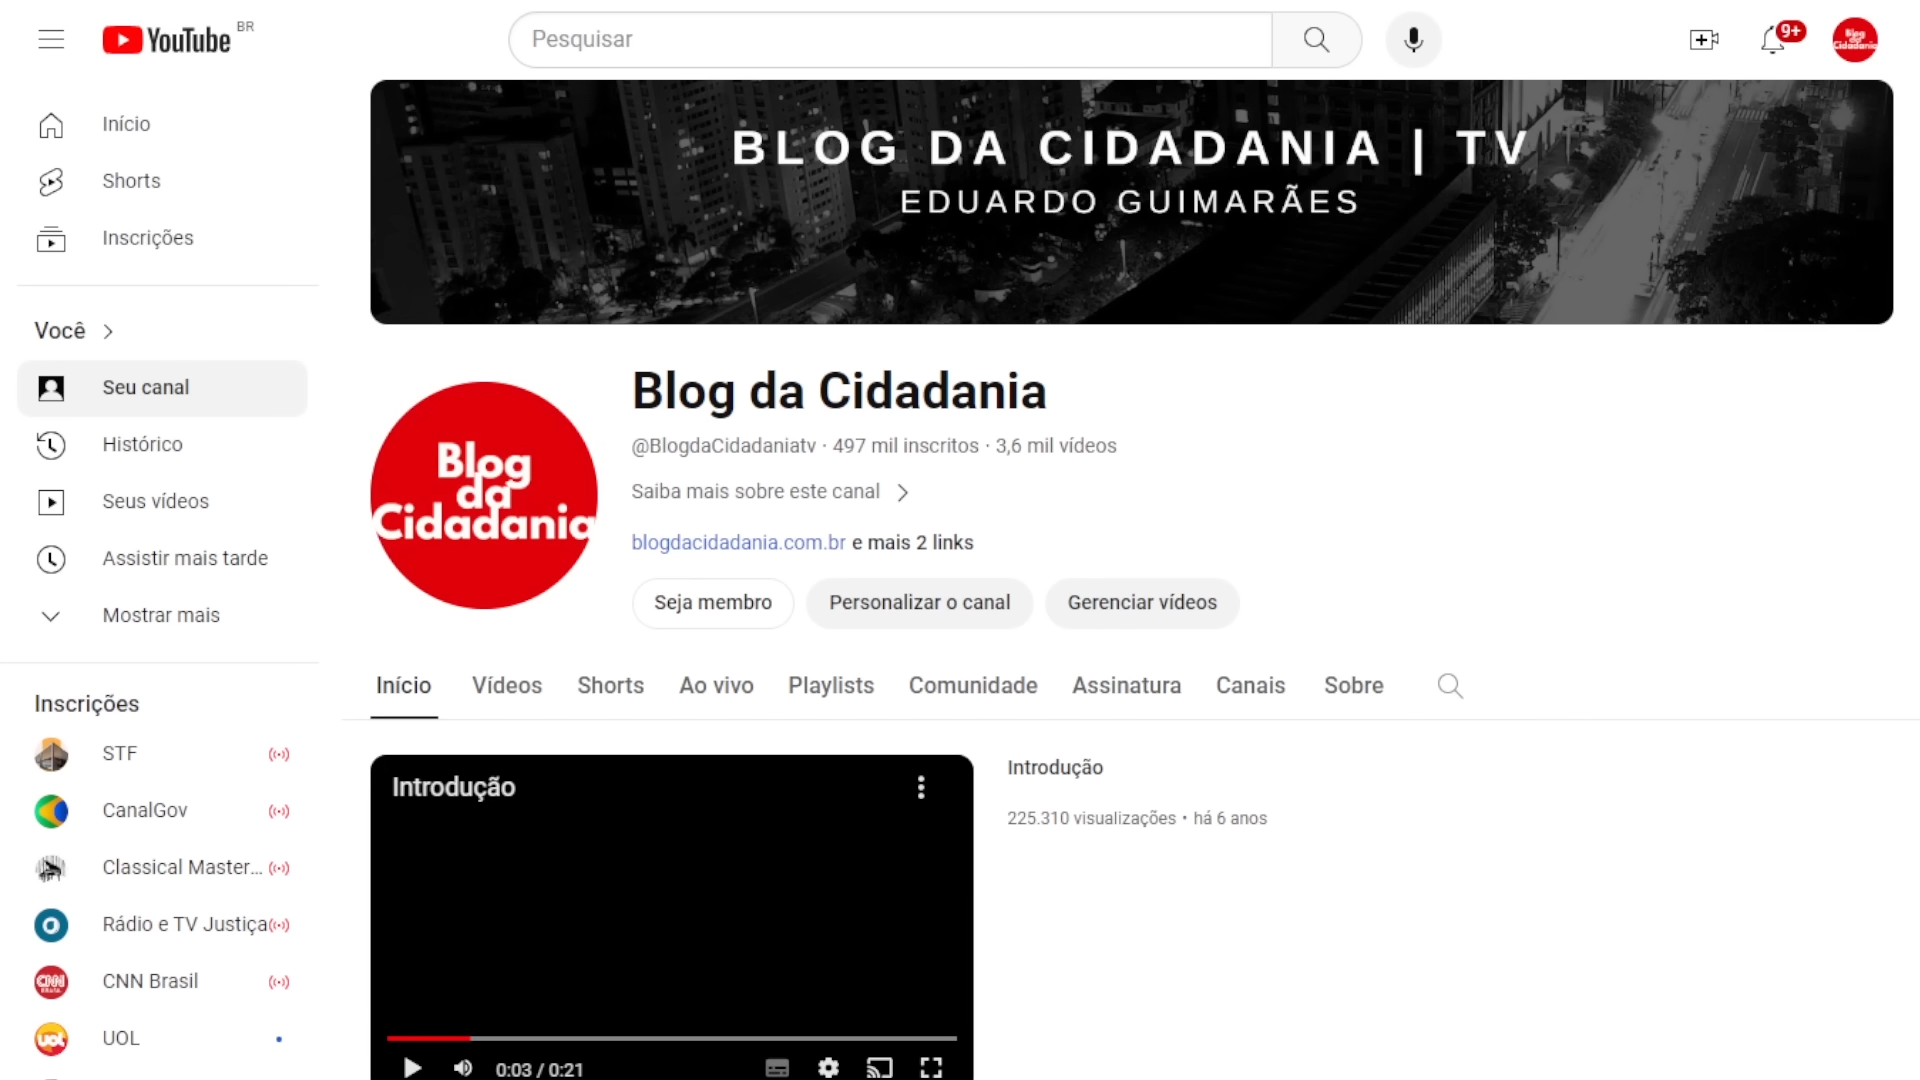 YouTube BR
Pesquisar
9+
Blog da Cidadania
Início
Shorts
Inscrições
Você
Seu canal
Histórico
Seus vídeos
Assistir mais tarde
Mostrar mais
Inscrições
STF
CanalGov
Classical Master...
Rádio e TV Justiça
CNN Brasil
UOL
BLOG DA CIDADANIA | TV
EDUARDO GUIMARÃES
Blog
da
Cidadania
Blog da Cidadania
@BlogdaCidadaniatv · 497 mil inscritos · 3,6 mil vídeos
Saiba mais sobre este canal
blogdacidadania.com.br e mais 2 links
Seja membro Personalizar o canal Gerenciar vídeos
Início Vídeos Shorts Ao vivo Playlists Comunidade Assinatura Canais Sobre
Introdução
0:03 / 0:21
Introdução
225.310 visualizações • há 6 anos